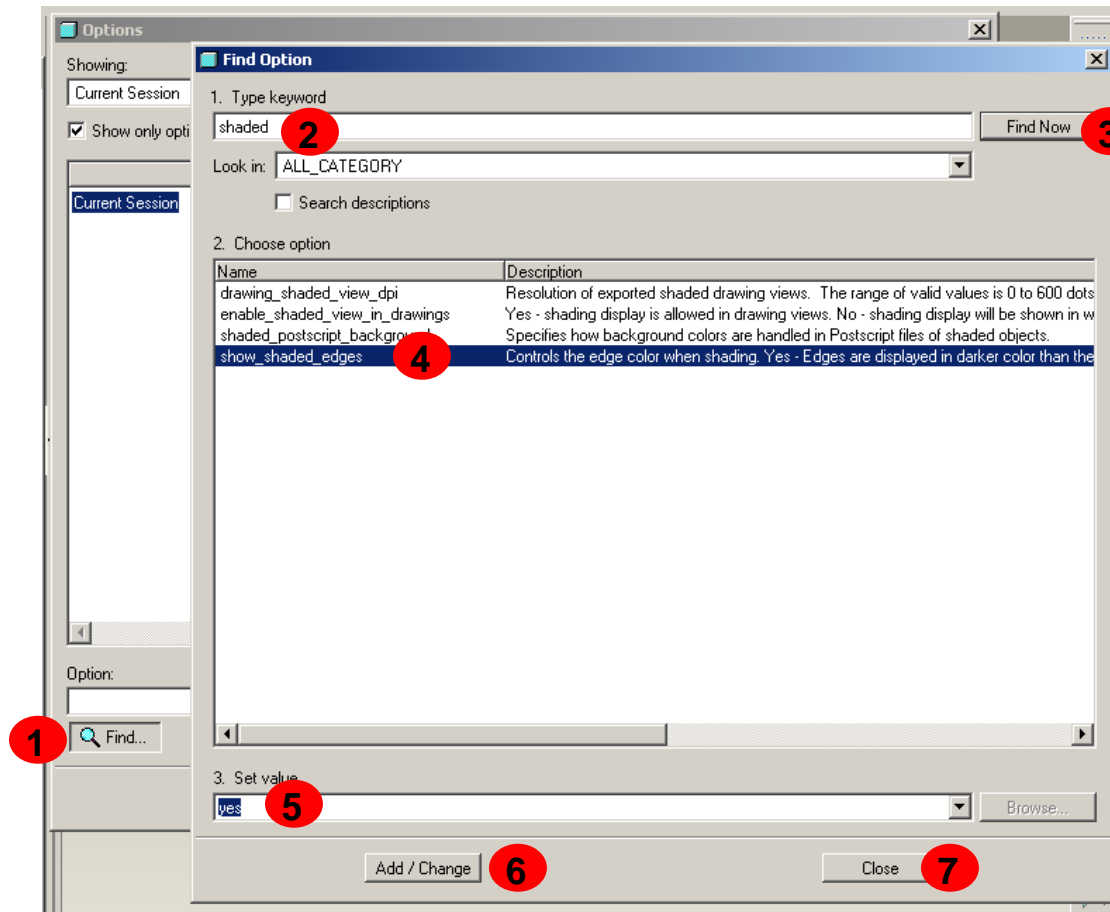 Options
Showing:
Current Session
Show only opti
Current Session
Option:
1 Find...
Find Option
1. Type keyword
shaded 2 Find Now 3
Look in: ALL_CATEGORY
Search descriptions
2. Choose option
Name Description
drawing_shaded_view_dpi Resolution of exported shaded drawing views. The range of valid values is 0 to 600 dots
enable_shaded_view_in_drawings Yes - shading display is allowed in drawing views. No - shading display will be shown in w
shaded_postscript_background Specifies how background colors are handled in Postscript files of shaded objects.
show_shaded_edges 4 Controls the edge color when shading. Yes - Edges are displayed in darker color than the
3. Set value
yes 5 Browse...
Add / Change 6 Close 7